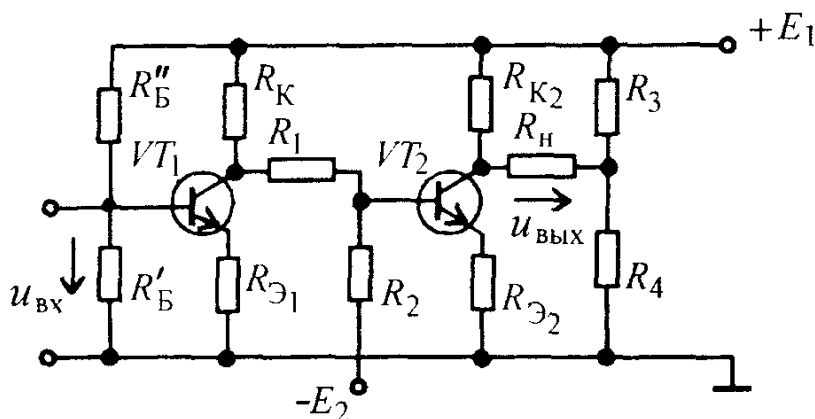 +E₁
R″Б
RК
RК₂
R₃
R₁
Rн
VT₁
VT₂
uвых
uвх
R′Б
RЭ₁
R₂
RЭ₂
R₄
-E₂